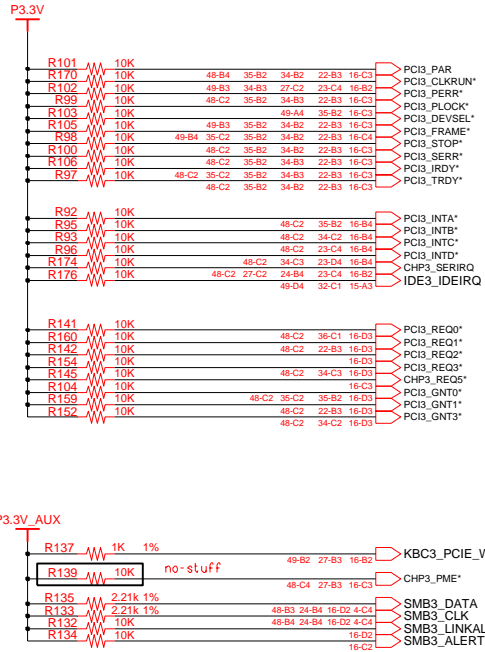 P3.3V
R101 10K PCI3_PAR
48-B4 35-B2 34-B2 22-B3 16-C3
R170 10K PCI3_CLKRUN*
49-B3 34-B3 27-C2 23-C4 16-B2
R102 10K PCI3_PERR*
48-C2 35-B2 34-B3 22-B3 16-C3
R99 10K PCI3_PLOCK*
49-A4 35-B2 16-C3
R103 10K PCI3_DEVSEL*
49-B3 35-B2 34-B2 22-B3 16-C3
R105 10K PCI3_FRAME*
49-B4 35-C2 35-B2 34-B2 22-B3 16-C4
R98 10K PCI3_STOP*
48-C2 35-B2 34-B2 22-B3 16-C3
R100 10K PCI3_SERR*
48-C2 35-B2 34-B3 22-B3 16-C3
R106 10K PCI3_IRDY*
48-C2 35-C2 35-B2 34-B2 22-B3 16-C3
R97 10K PCI3_TRDY*
48-C2 35-B2 34-B2 22-B3 16-C3
R92 10K PCI3_INTA*
48-C2 35-B2 16-B4
R95 10K PCI3_INTB*
48-C2 34-C2 16-B4
R93 10K PCI3_INTC*
48-C2 23-C4 16-B4
R96 10K PCI3_INTD*
48-C2 34-C3 23-D4 16-B4
R174 10K CHP3_SERIRQ
48-C2 27-C2 24-B4 23-C4 16-B2
R176 10K IDE3_IDEIRQ
49-D4 32-C1 15-A3
R141 10K PCI3_REQ0*
48-C2 36-C1 16-D3
R160 10K PCI3_REQ1*
48-C2 22-B3 16-D3
R142 10K PCI3_REQ2*
16-D3
R154 10K PCI3_REQ3*
48-C2 34-C3 16-D3
R145 10K CHP3_REQ5*
16-C3
R104 10K PCI3_GNT0*
48-C2 35-C2 35-B2 16-D3
R159 10K PCI3_GNT1*
48-C2 22-B3 16-D3
R152 10K PCI3_GNT3*
48-C2 34-C2 16-D3
P3.3V_AUX
R137 1K 1% KBC3_PCIE_W
49-B2 27-B3 16-B2
R139 10K no-stuff CHP3_PME*
48-C4 27-B3 16-C3
R135 2.21k 1% SMB3_DATA
48-B3 24-B4 16-D2 4-C4
R133 2.21k 1% SMB3_CLK
48-B4 24-B4 16-D2 4-C4
R132 10K SMB3_LINKAL
16-D2
R134 10K SMB3_ALERT
16-C2